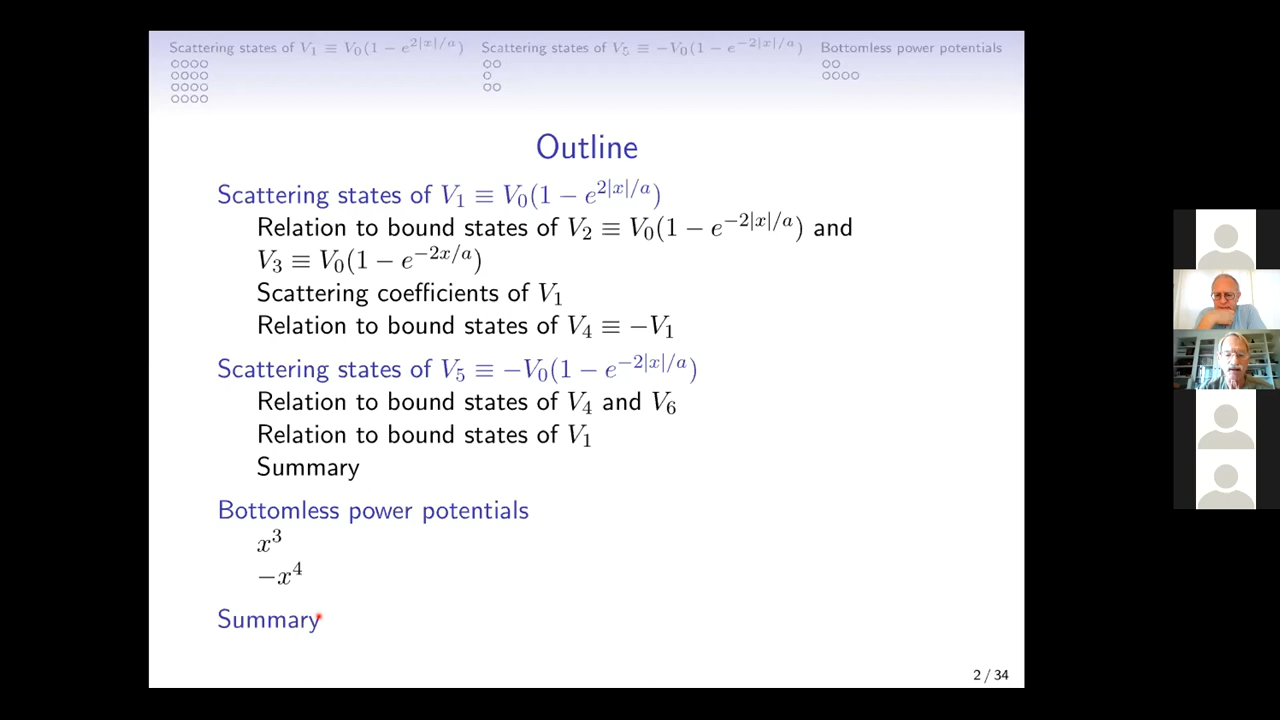 Scattering states of V₁ ≡ V₀(1 − e^{2|x|/a}) Scattering states of V₅ ≡ −V₀(1 − e^{−2|x|/a}) Bottomless power potentials
Outline
Scattering states of V₁ ≡ V₀(1 − e^{2|x|/a})
Relation to bound states of V₂ ≡ V₀(1 − e^{−2|x|/a}) and
V₃ ≡ V₀(1 − e^{−2x/a})
Scattering coefficients of V₁
Relation to bound states of V₄ ≡ −V₁
Scattering states of V₅ ≡ −V₀(1 − e^{−2|x|/a})
Relation to bound states of V₄ and V₆
Relation to bound states of V₁
Summary
Bottomless power potentials
x³
−x⁴
Summary
2 / 34